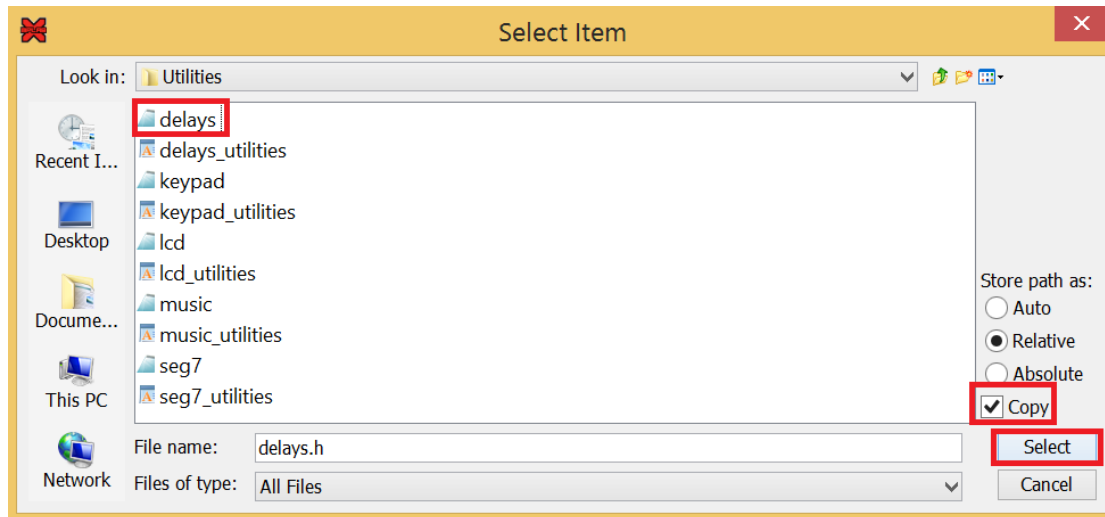 Select Item
Look in: Utilities
Recent I...
Desktop
Docume...
This PC
Network
delays
delays_utilities
keypad
keypad_utilities
lcd
lcd_utilities
music
music_utilities
seg7
seg7_utilities
Store path as:
Auto
Relative
Absolute
Copy
File name: delays.h
Select
Files of type: All Files
Cancel